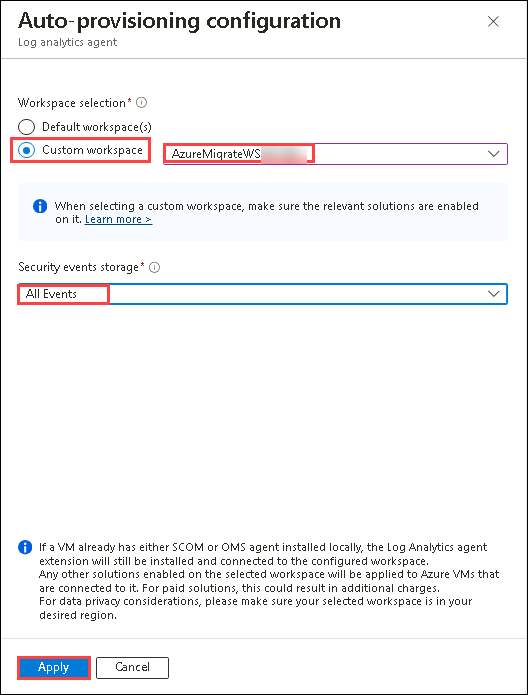 Auto-provisioning configuration
Log analytics agent
Workspace selection*
Default workspace(s)
Custom workspace
AzureMigrateWS
When selecting a custom workspace, make sure the relevant solutions are enabled
on it. Learn more >
Security events storage*
All Events
If a VM already has either SCOM or OMS agent installed locally, the Log Analytics agent
extension will still be installed and connected to the configured workspace.
Any other solutions enabled on the selected workspace will be applied to Azure VMs that
are connected to it. For paid solutions, this could result in additional charges.
For data privacy considerations, please make sure your selected workspace is in your
desired region.
Apply
Cancel